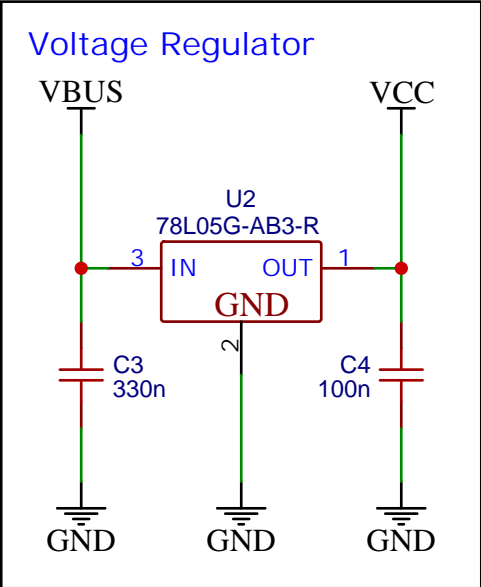 Voltage Regulator
VBUS
VCC
U2
78L05G-AB3-R
3
IN
OUT
1
GND
2
C3
330n
C4
100n
GND
GND
GND